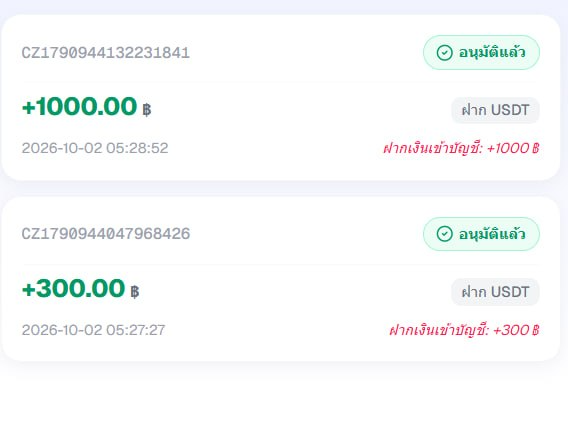 CZ1790944132231841 อนุมัติแล้ว
+1000.00 ฿ ฝาก USDT
2026-10-02 05:28:52 ฝากเงินเข้าบัญชี: +1000 ฿
CZ1790944047968426 อนุมัติแล้ว
+300.00 ฿ ฝาก USDT
2026-10-02 05:27:27 ฝากเงินเข้าบัญชี: +300 ฿